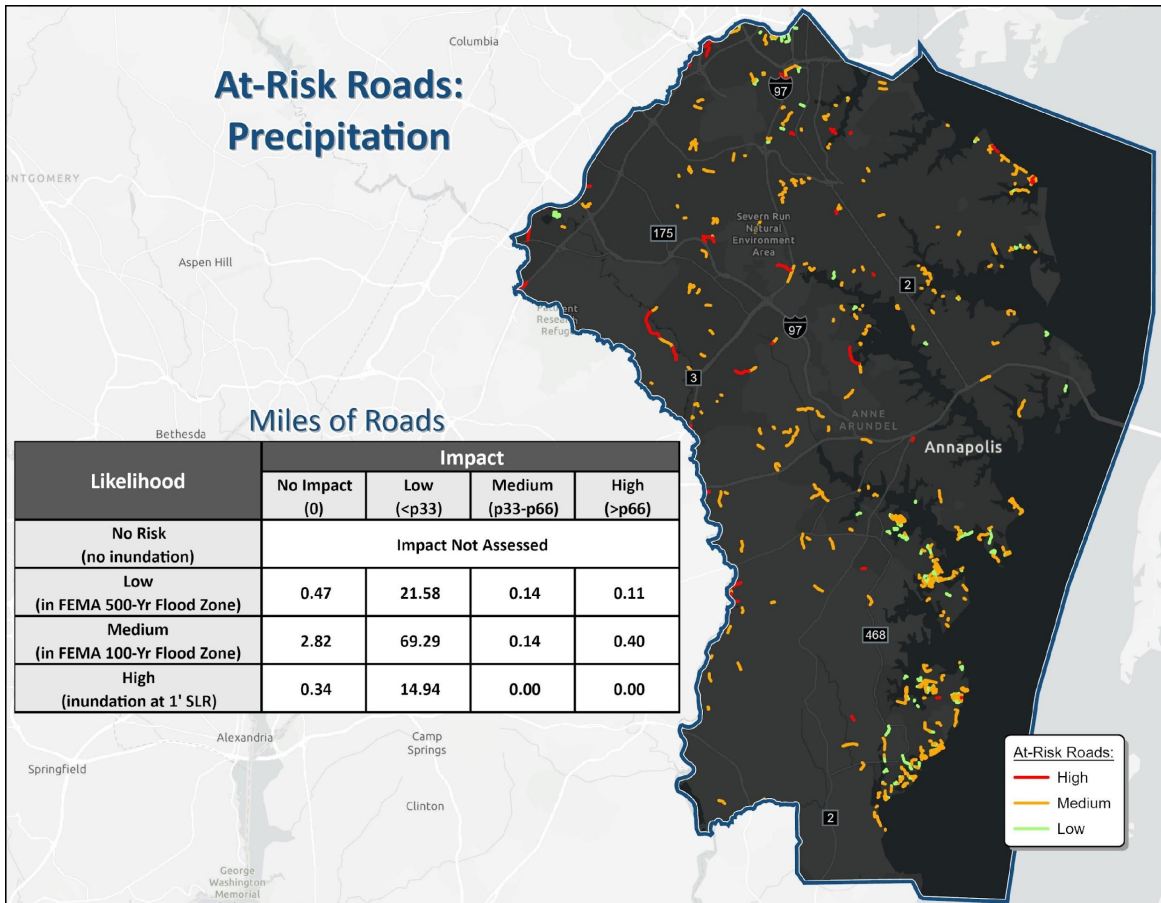 Columbia
At-Risk Roads:
Precipitation
97
ONTGOMERY
Severn Run
Natural
Environment
Area
175
Aspen Hill
2
Patuxent
Research
Refuge
97
3
Miles of Roads
ANNE
ARUNDEL
Bethesda
Annapolis
Likelihood
Impact
No Impact
(0)
Low
(<p33)
Medium
(p33-p66)
High
(>p66)
No Risk
(no inundation)
Impact Not Assessed
Low
(in FEMA 500-Yr Flood Zone)
0.47 21.58 0.14 0.11
Medium
(in FEMA 100-Yr Flood Zone)
2.82 69.29 0.14 0.40
High
(inundation at 1' SLR)
0.34 14.94 0.00 0.00
468
Alexandria
Camp
Springs
Springfield
Clinton
2
George
Washington
Memorial
At-Risk Roads:
High
Medium
Low